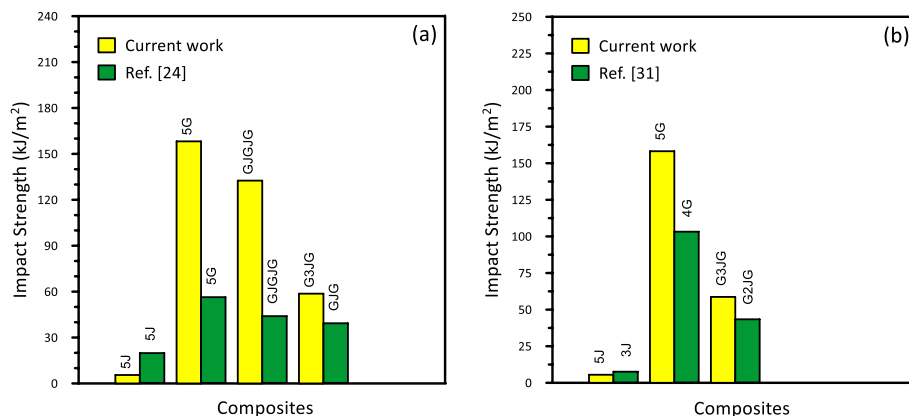 240
210
180
150
120
90
60
30
0
Impact Strength (kJ/m²)
(a)
Current work
Ref. [24]
5J
5J
5G
5G
GJGJG
GJGJG
G3JG
GJG
Composites
250
225
200
175
150
125
100
75
50
25
0
Impact Strength (kJ/m²)
(b)
Current work
Ref. [31]
5J
3J
5G
4G
G3JG
G2JG
Composites